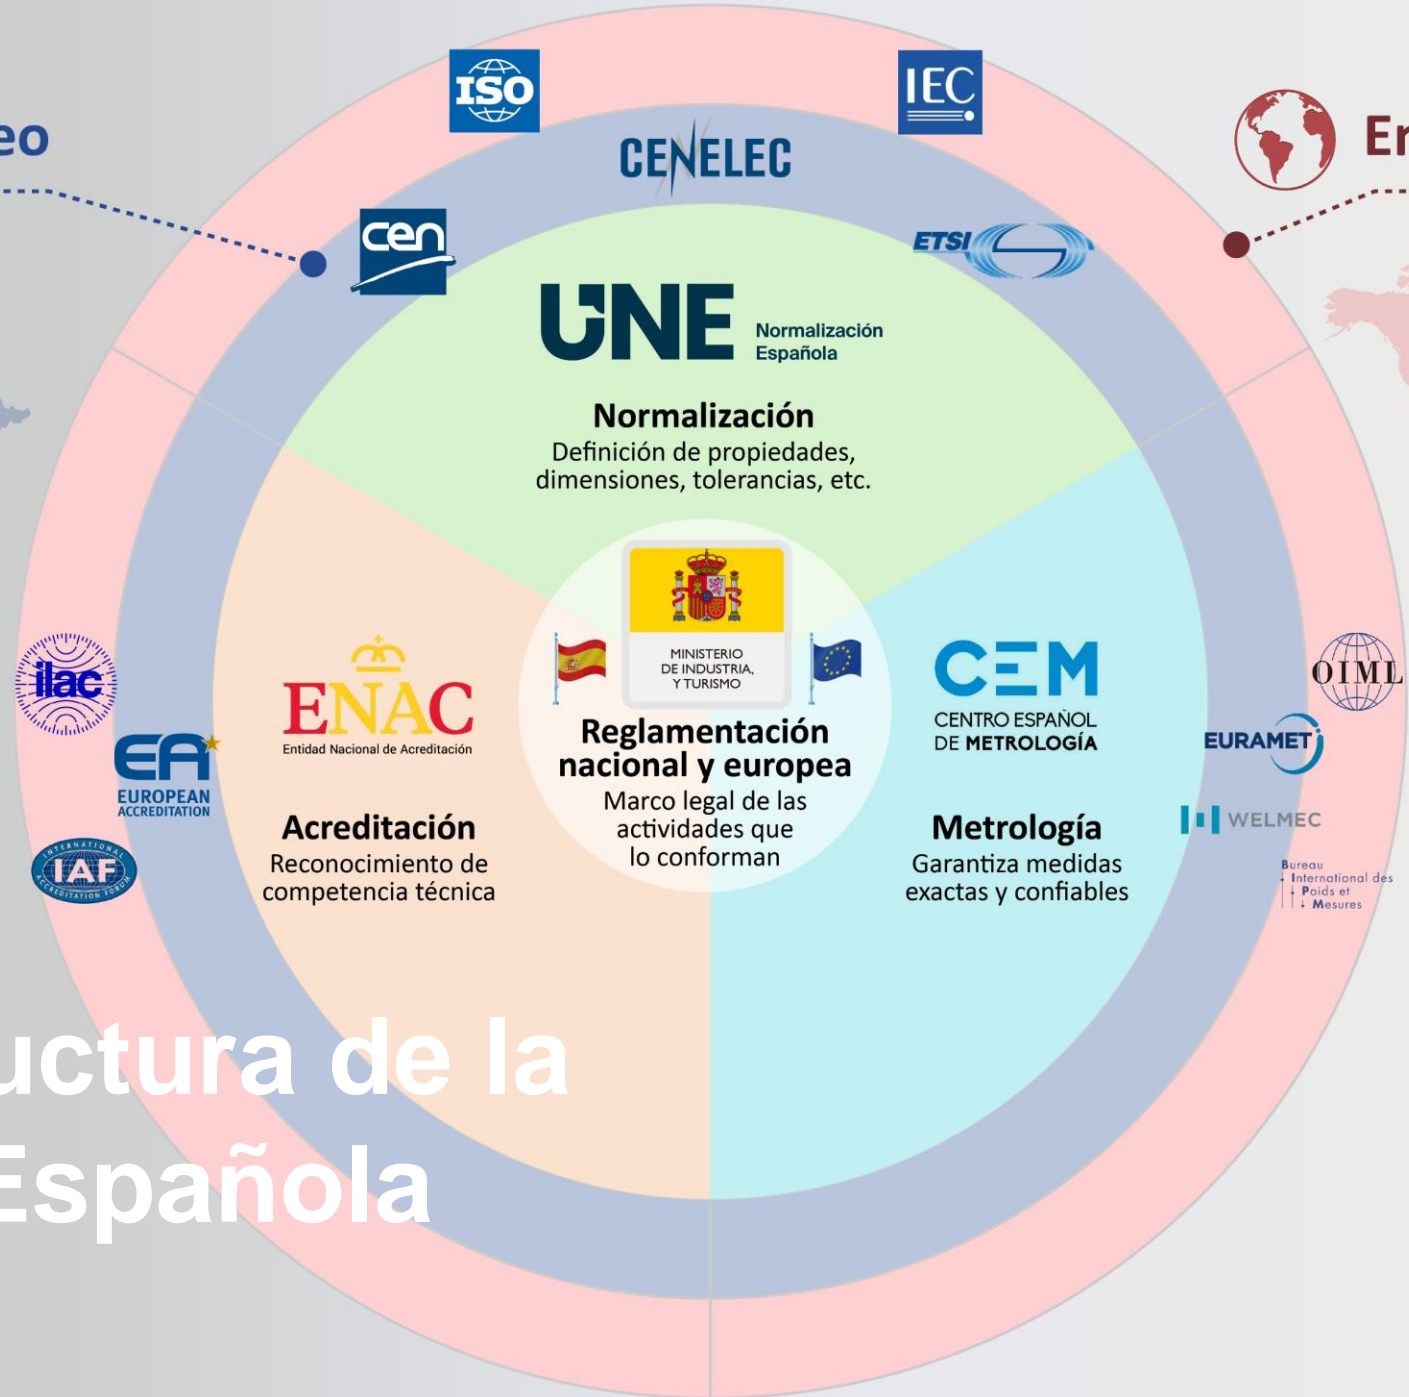 ISO
IEC
CENELEC
eo
En
cen
ETSI
UNE
Normalización
Española
Normalización
Definición de propiedades,
dimensiones, tolerancias, etc.
MINISTERIO
DE INDUSTRIA,
Y TURISMO
Reglamentación
nacional y europea
Marco legal de las
actividades que
lo conforman
ilac
EA
EUROPEAN
ACCREDITATION
INTERNATIONAL
IAF
ACCREDITATION FORUM
ENAC
Entidad Nacional de Acreditación
Acreditación
Reconocimiento de
competencia técnica
CEM
CENTRO ESPAÑOL
DE METROLOGÍA
Metrología
Garantiza medidas
exactas y confiables
OIML
EURAMET
WELMEC
Bureau
International des
Poids et
Mesures
uctura de la
Española